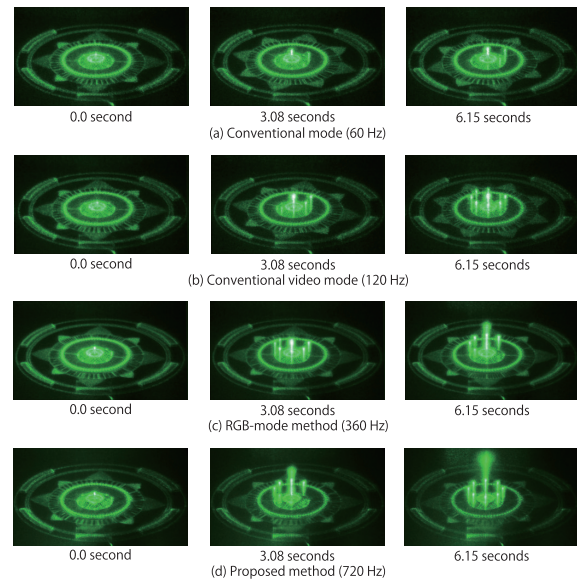 0.0 second 3.08 seconds 6.15 seconds
(a) Conventional mode (60 Hz)
0.0 second 3.08 seconds 6.15 seconds
(b) Conventional video mode (120 Hz)
0.0 second 3.08 seconds 6.15 seconds
(c) RGB-mode method (360 Hz)
0.0 second 3.08 seconds 6.15 seconds
(d) Proposed method (720 Hz)